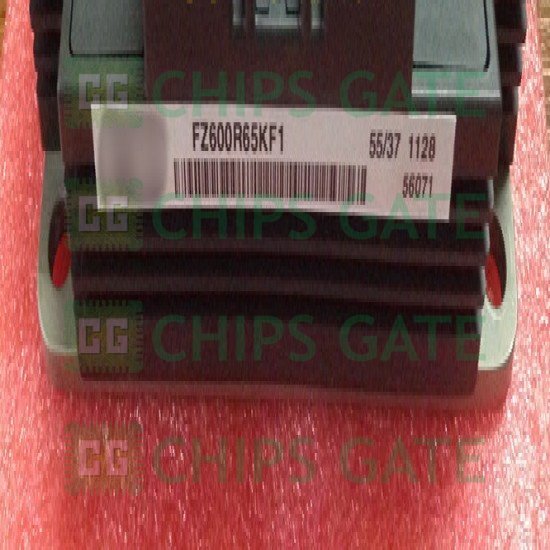 CG CHIPS GATE
FZ600R65KF1
55/37 1128
56071
CG CHIPS GATE
CG CHIPS GATE
CG CHIPS GATE